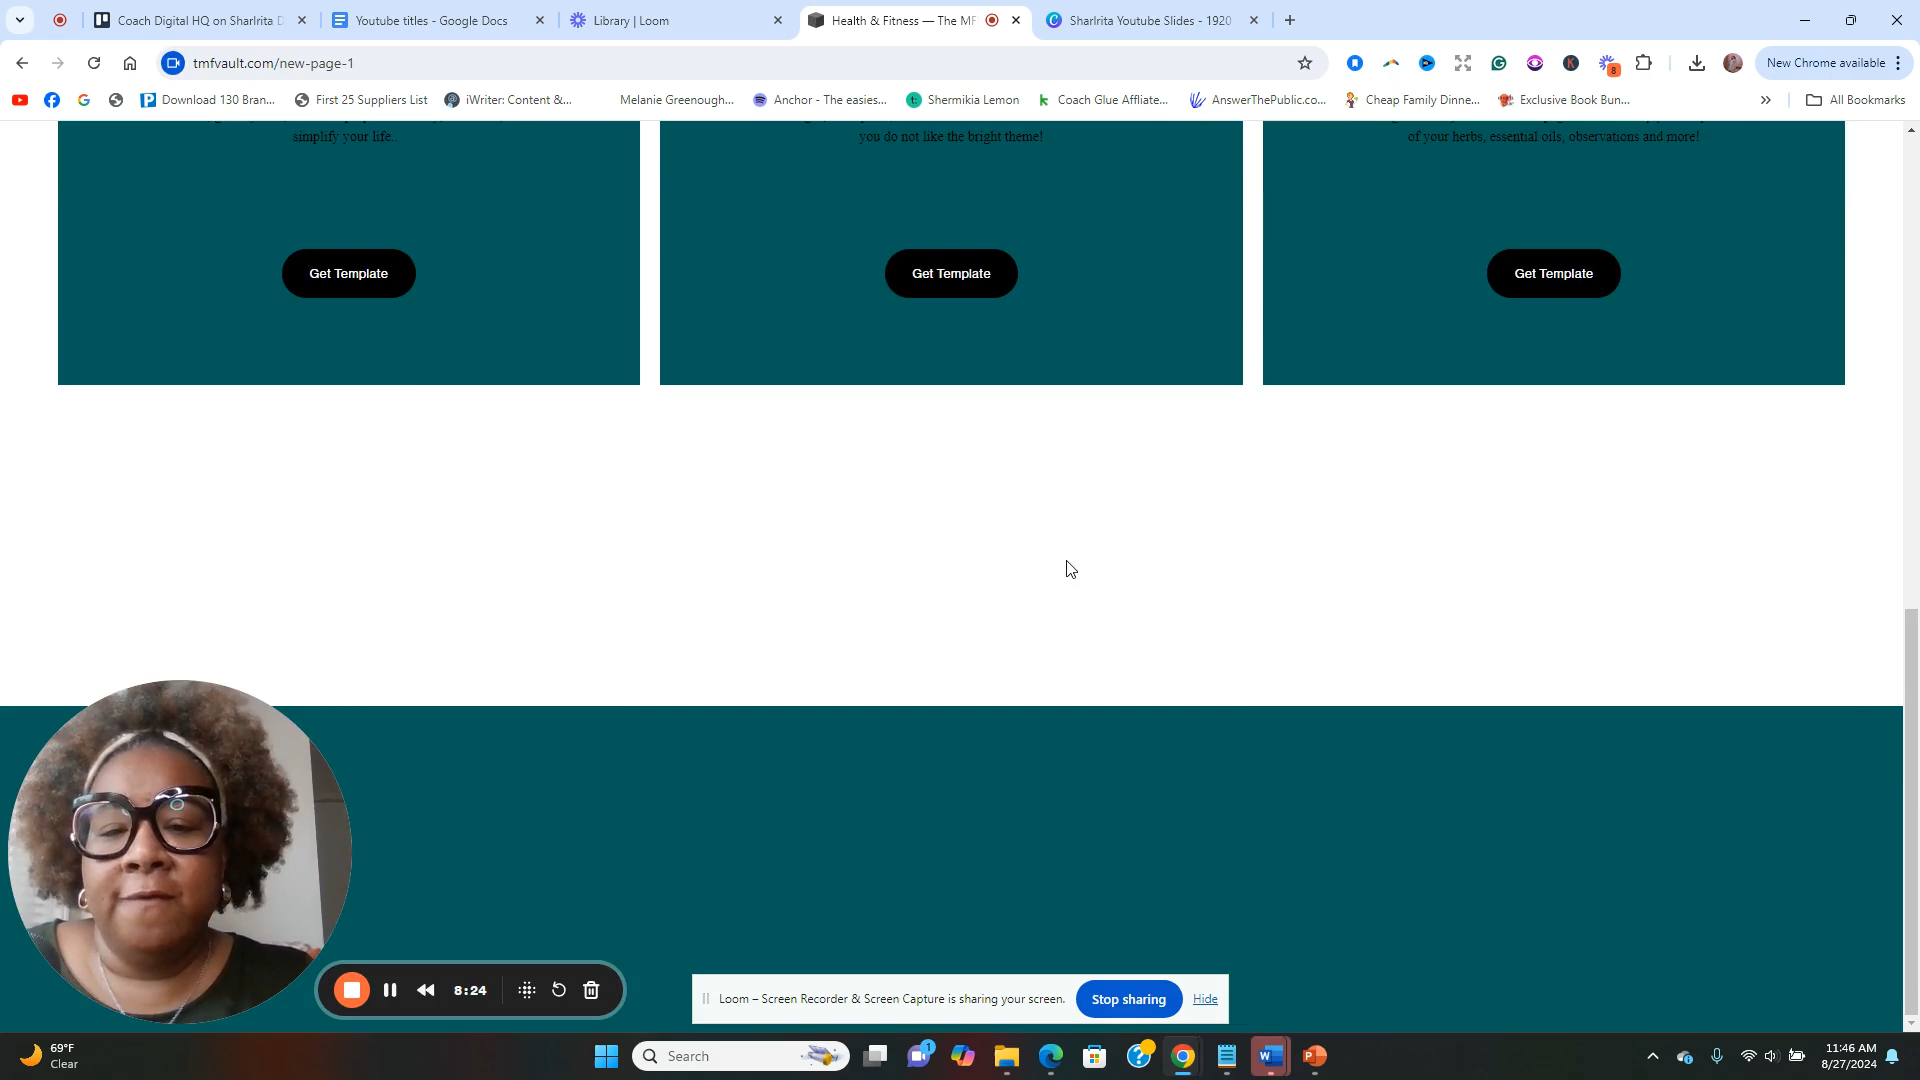 Coach Digital HQ on SharIrita D
Youtube titles - Google Docs
Library | Loom
Health & Fitness — The MF
SharIrita Youtube Slides - 1920
tmfvault.com/new-page-1
8
New Chrome available
Download 130 Bran...
First 25 Suppliers List
iWriter: Content &...
Melanie Greenough...
Anchor - The easies...
Shermikia Lemon
Coach Glue Affliate...
AnswerThePublic.co...
Cheap Family Dinne...
Exclusive Book Bun...
All Bookmarks
simplify your life..
you do not like the bright theme!
of your herbs, essential oils, observations and more!
Get Template
Get Template
Get Template
8:24
Loom – Screen Recorder & Screen Capture is sharing your screen.
Stop sharing
Hide
69°F
Clear
Search
1
11:46 AM
8/27/2024